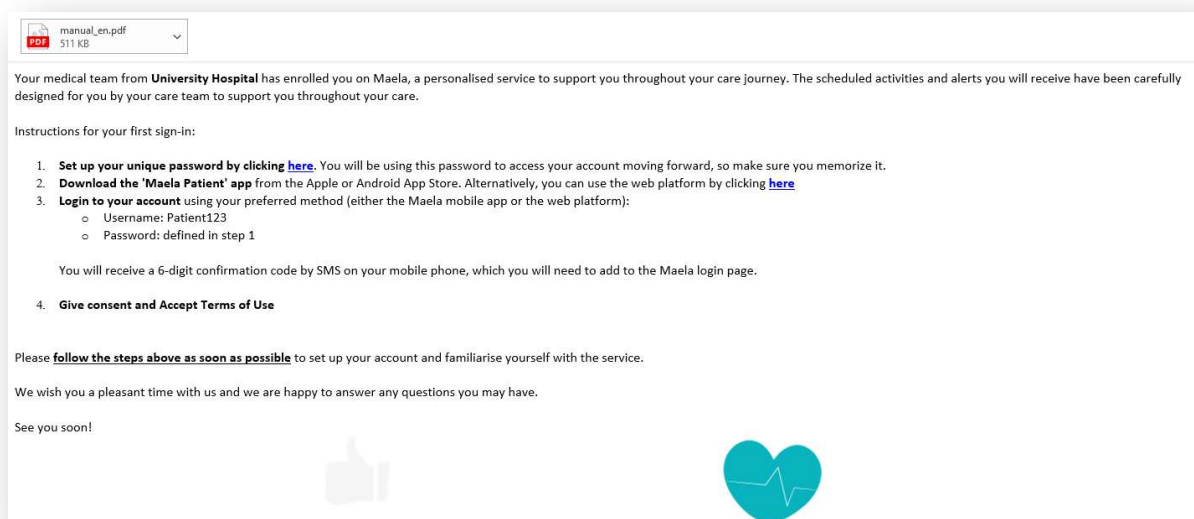 manual_en.pdf
PDF
511 KB
Your medical team from University Hospital has enrolled you on Maela, a personalised service to support you throughout your care journey. The scheduled activities and alerts you will receive have been carefully
designed for you by your care team to support you throughout your care.
Instructions for your first sign-in:
1. Set up your unique password by clicking here. You will be using this password to access your account moving forward, so make sure you memorize it.
2. Download the 'Maela Patient' app from the Apple or Android App Store. Alternatively, you can use the web platform by clicking here
3. Login to your account using your preferred method (either the Maela mobile app or the web platform):
o Username: Patient123
o Password: defined in step 1
You will receive a 6-digit confirmation code by SMS on your mobile phone, which you will need to add to the Maela login page.
4. Give consent and Accept Terms of Use
Please follow the steps above as soon as possible to set up your account and familiarise yourself with the service.
We wish you a pleasant time with us and we are happy to answer any questions you may have.
See you soon!